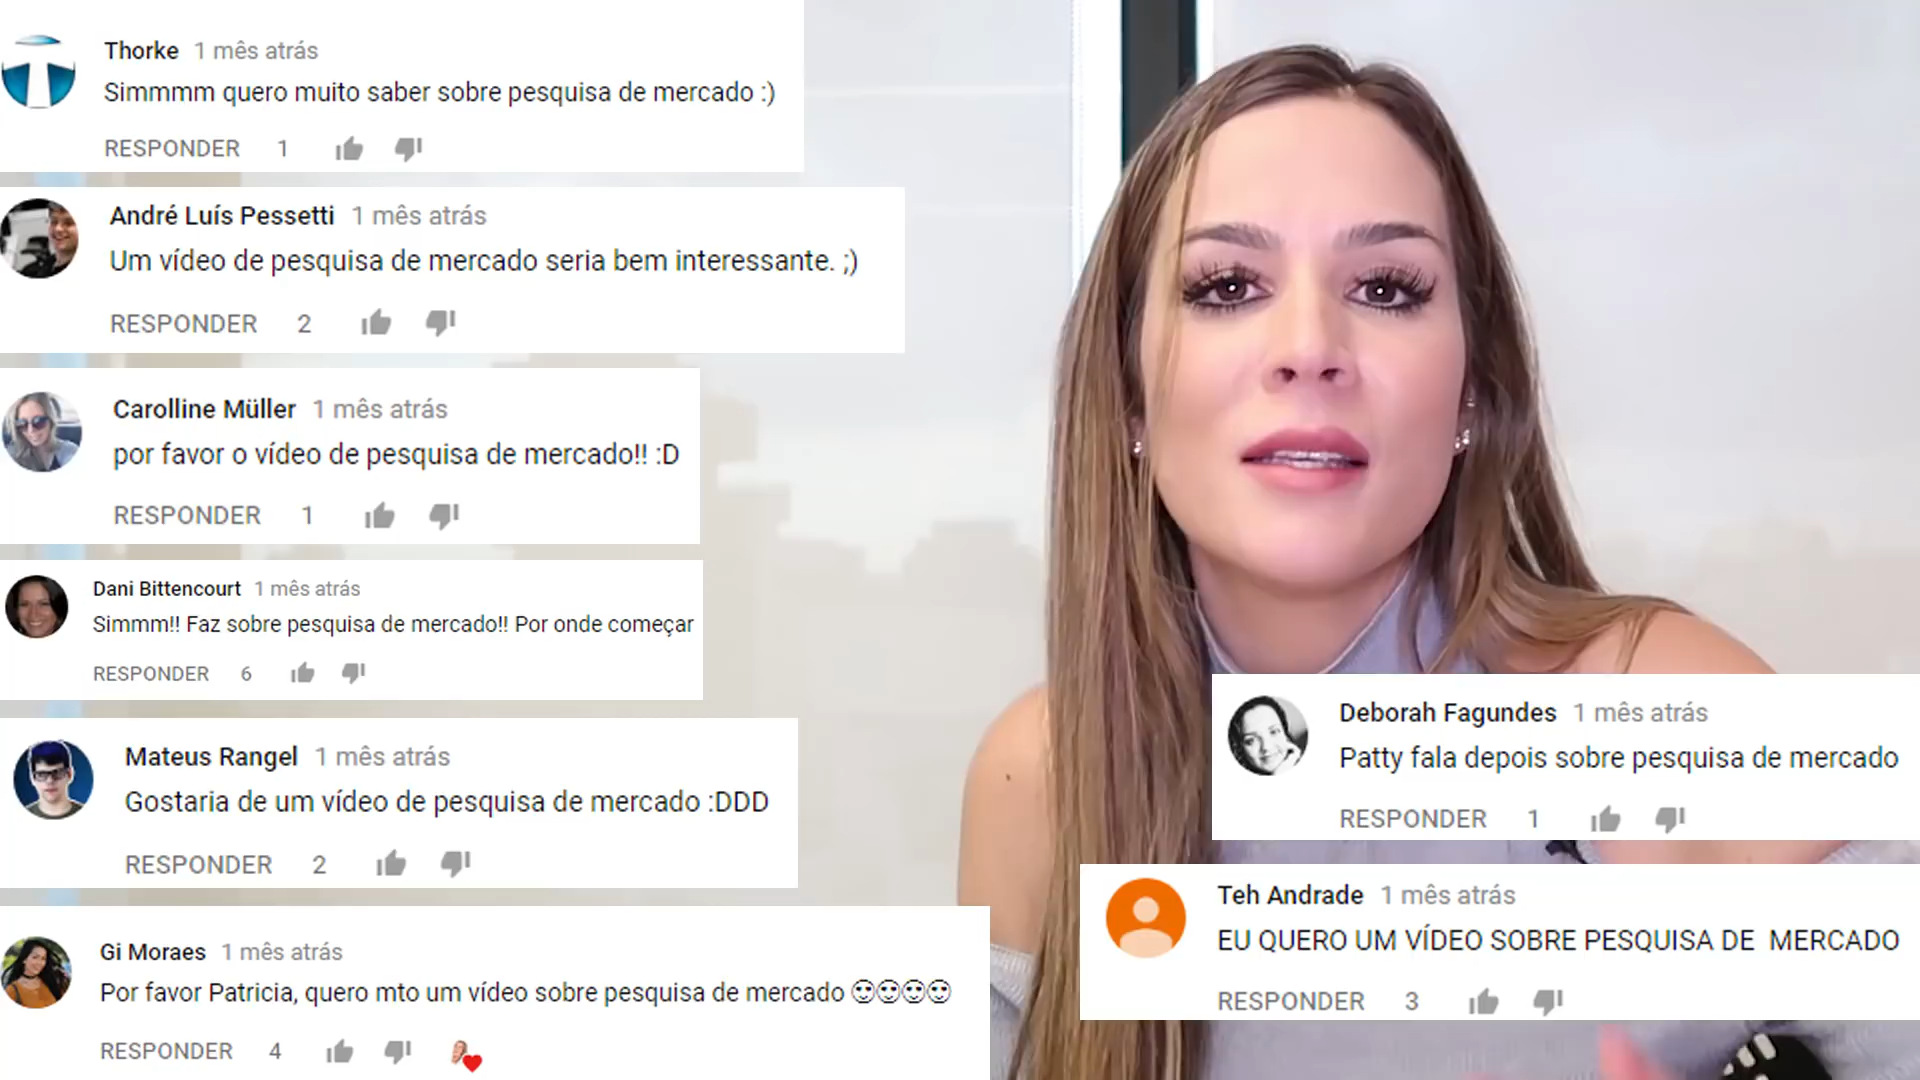 Thorke 1 mês atrás
Simmmm quero muito saber sobre pesquisa de mercado :)
RESPONDER 1
André Luís Pessetti 1 mês atrás
Um vídeo de pesquisa de mercado seria bem interessante. ;)
RESPONDER 2
Carolline Müller 1 mês atrás
por favor o vídeo de pesquisa de mercado!! :D
RESPONDER 1
Dani Bittencourt 1 mês atrás
Simmm!! Faz sobre pesquisa de mercado!! Por onde começar
RESPONDER 6
Mateus Rangel 1 mês atrás
Gostaria de um vídeo de pesquisa de mercado :DDD
RESPONDER 2
Gi Moraes 1 mês atrás
Por favor Patricia, quero mto um vídeo sobre pesquisa de mercado 😍😍😍😍
RESPONDER 4
Deborah Fagundes 1 mês atrás
Patty fala depois sobre pesquisa de mercado
RESPONDER 1
Teh Andrade 1 mês atrás
EU QUERO UM VÍDEO SOBRE PESQUISA DE MERCADO
RESPONDER 3